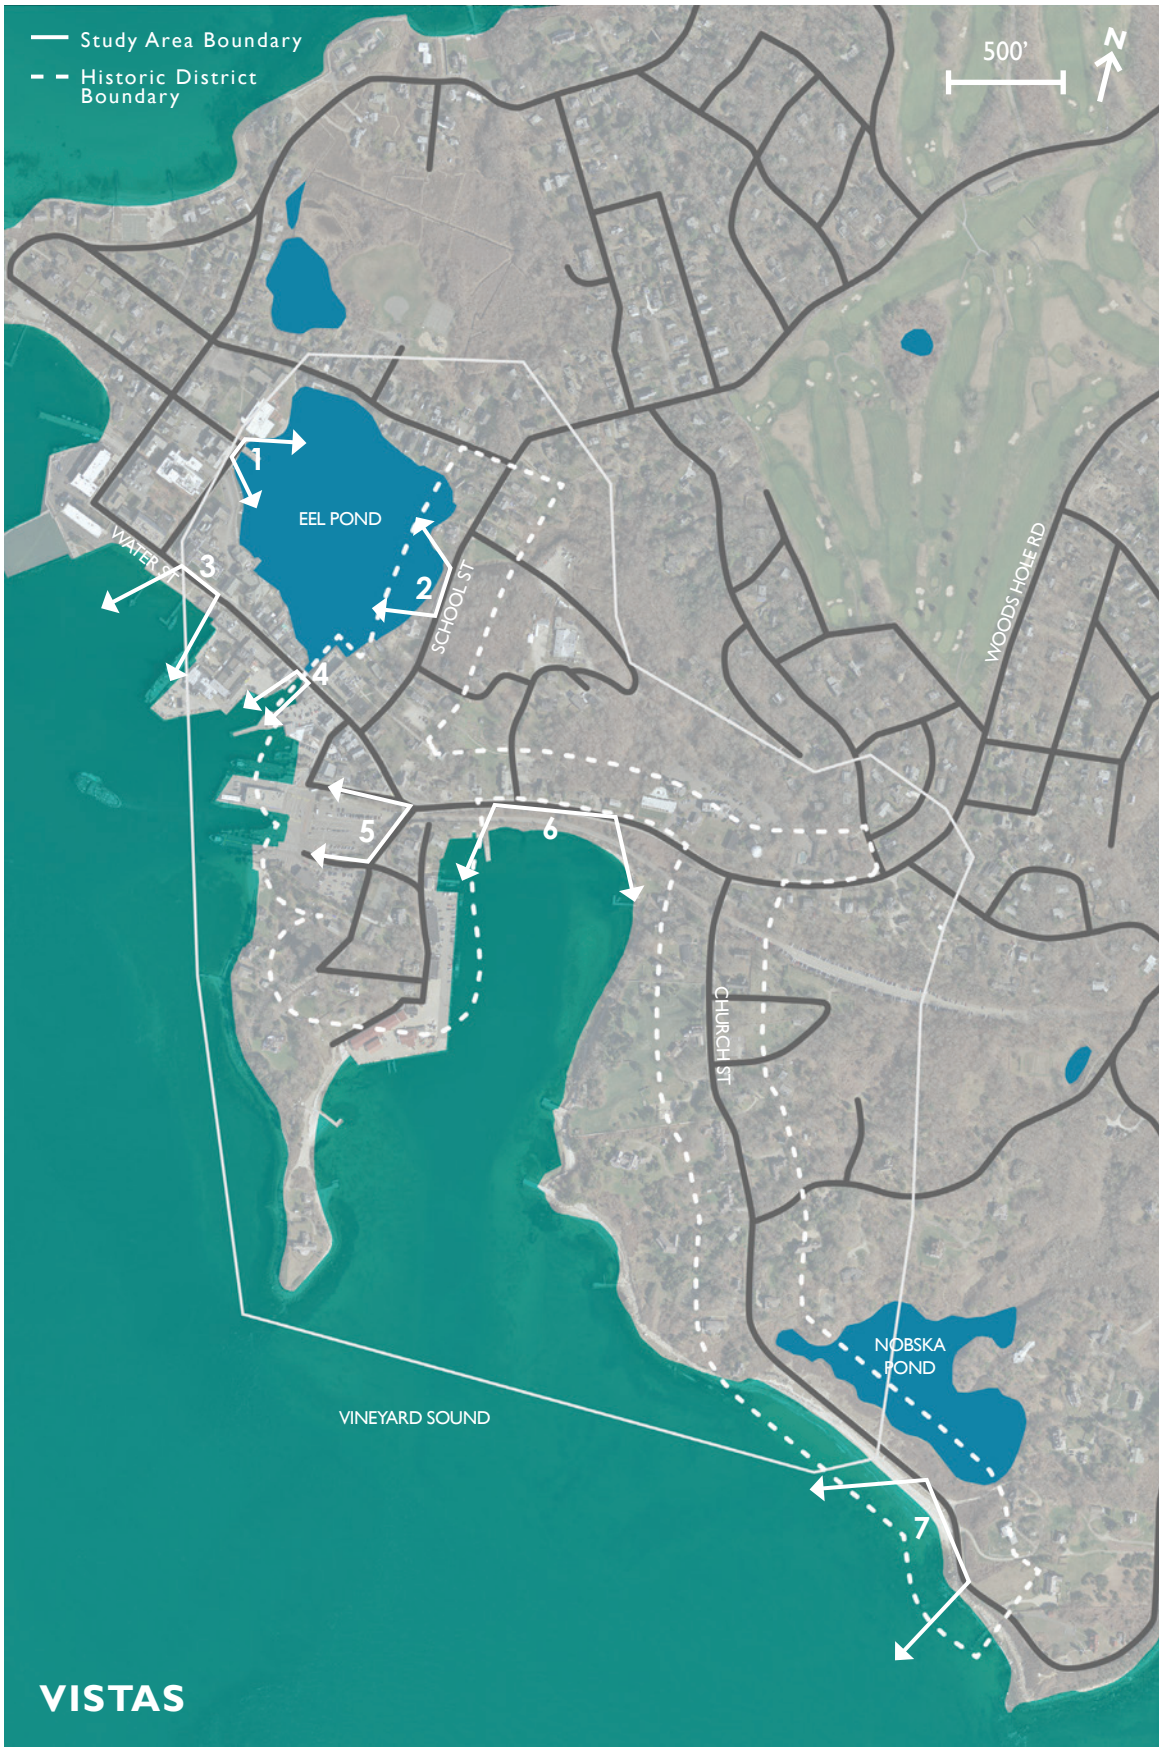 Study Area Boundary
Historic District
Boundary
500'
N
1
EEL POND
WATER ST
3
2
SCHOOL ST
WOODS HOLE RD
4
5
6
CHURCH ST
NOBSKA
POND
VINEYARD SOUND
7
VISTAS